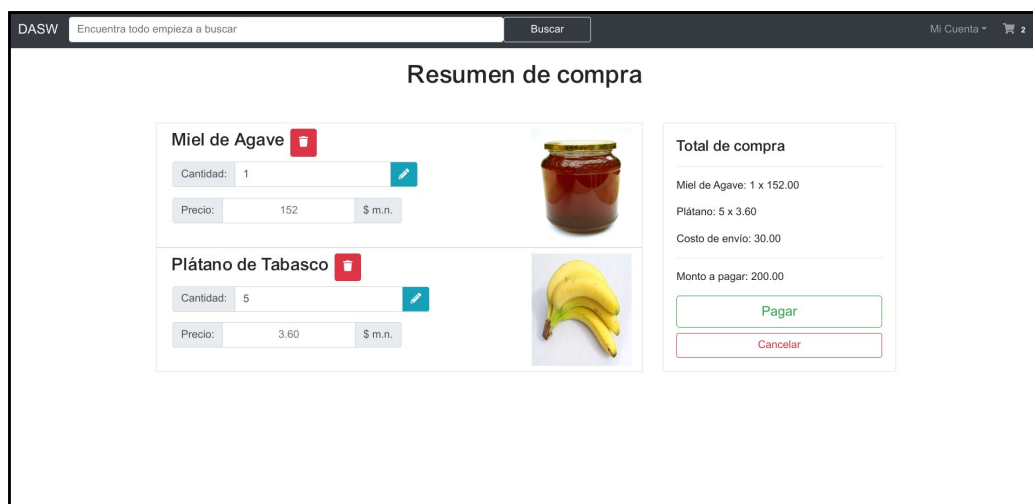 DASW Encuentra todo empieza a buscar Buscar Mi Cuenta 2
Resumen de compra
Miel de Agave
Cantidad: 1
Precio: 152 $ m.n.
Plátano de Tabasco
Cantidad: 5
Precio: 3.60 $ m.n.
Total de compra
Miel de Agave: 1 x 152.00
Plátano: 5 x 3.60
Costo de envío: 30.00
Monto a pagar: 200.00
Pagar
Cancelar